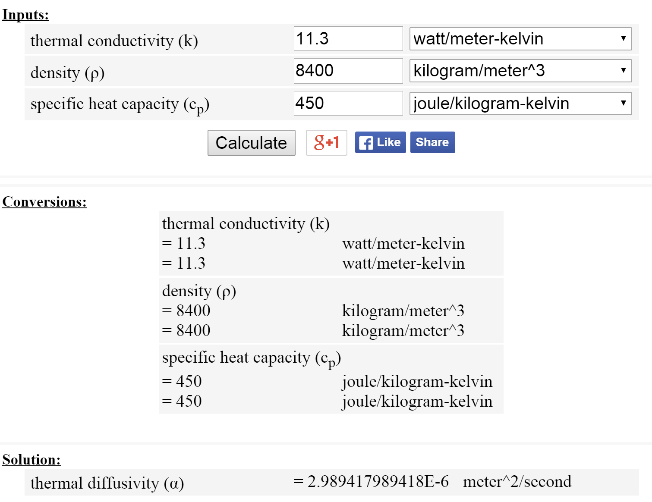 Inputs:
thermal conductivity (k) 11.3 watt/meter-kelvin
density (ρ) 8400 kilogram/meter^3
specific heat capacity (cp) 450 joule/kilogram-kelvin
Calculate g+1 f Like Share
Conversions:
thermal conductivity (k)
= 11.3 watt/meter-kelvin
= 11.3 watt/meter-kelvin
density (ρ)
= 8400 kilogram/meter^3
= 8400 kilogram/meter^3
specific heat capacity (cp)
= 450 joule/kilogram-kelvin
= 450 joule/kilogram-kelvin
Solution:
thermal diffusivity (α) = 2.989417989418E-6 meter^2/second